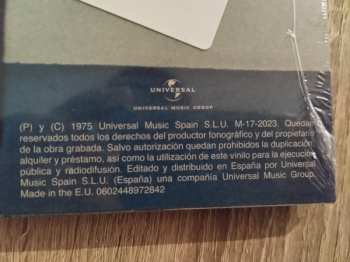 UNIVERSAL
UNIVERSAL MUSIC GROUP
(P) y (C) 1975 Universal Music Spain S.L.U. M-17-2023. Quedan
reservados todos los derechos del productor fonográfico y del propietario
de la obra grabada. Salvo autorización quedan prohibidos la duplicación,
alquiler y préstamo, así como la utilización de este vinilo para la ejecución
pública y radiodifusión. Editado y distribuido en España por Universal
Music Spain S.L.U. (España) una compañía Universal Music Group.
Made in the E.U. 0602448972842